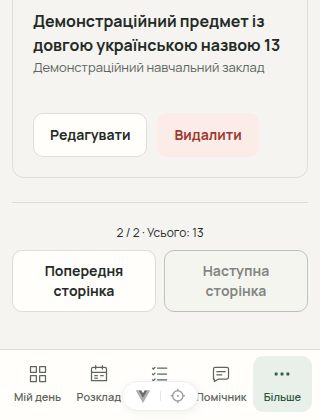 Демонстраційний предмет із
довгою українською назвою 13
Демонстраційний навчальний заклад
Редагувати
Видалити
2 / 2 · Усього: 13
Попередня
сторінка
Наступна
сторінка
Мій день
Розклад
Помічник
Більше